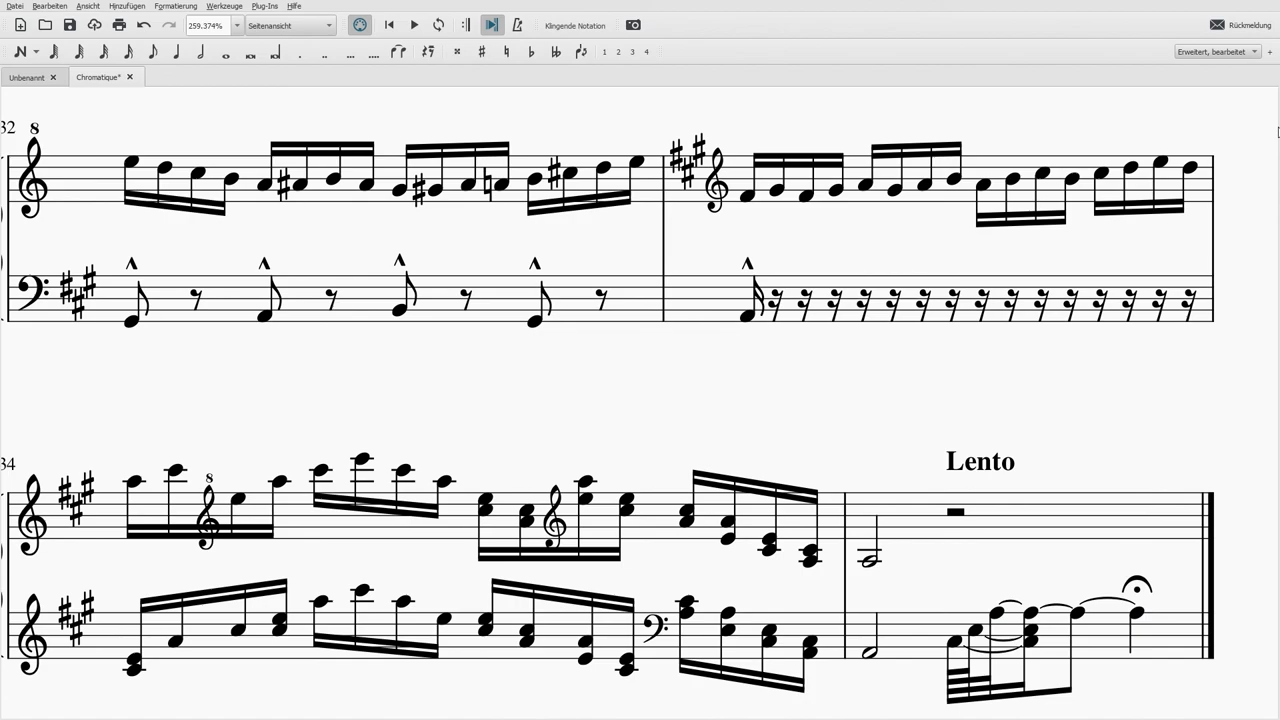 Datei Bearbeiten Ansicht Hinzufügen Formatierung Werkzeuge Plug-Ins Hilfe
259.374% Seitenansicht Klingende Notation Rückmeldung
1 2 3 4 Erweitert, bearbeitet +
Unbenannt Chromatique*
32
8
34
8
Lento